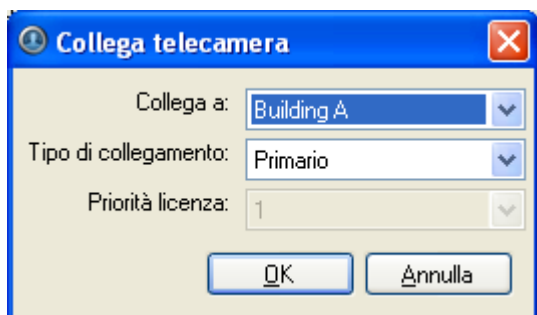 Collega telecamera
Collega a: Building A
Tipo di collegamento: Primario
Priorità licenza: 1
OK Annulla